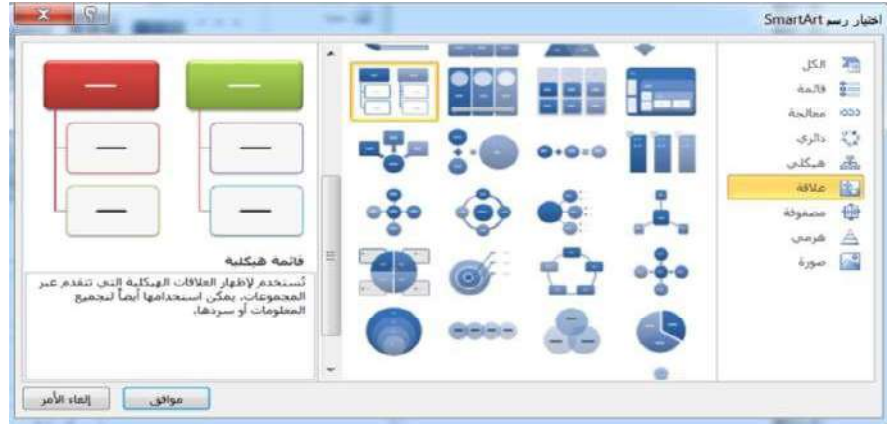 اختيار رسم SmartArt
الكل
قائمة
معالجة
دائري
هيكلي
علاقة
مصفوفة
هرمي
صورة
قائمة هيكلية
تُستخدم لإظهار العلاقات الهيكلية التي تتقدم عبر
المجموعات. يمكن استخدامها أيضاً لتجميع
المعلومات أو سردها.
موافق
إلغاء الأمر